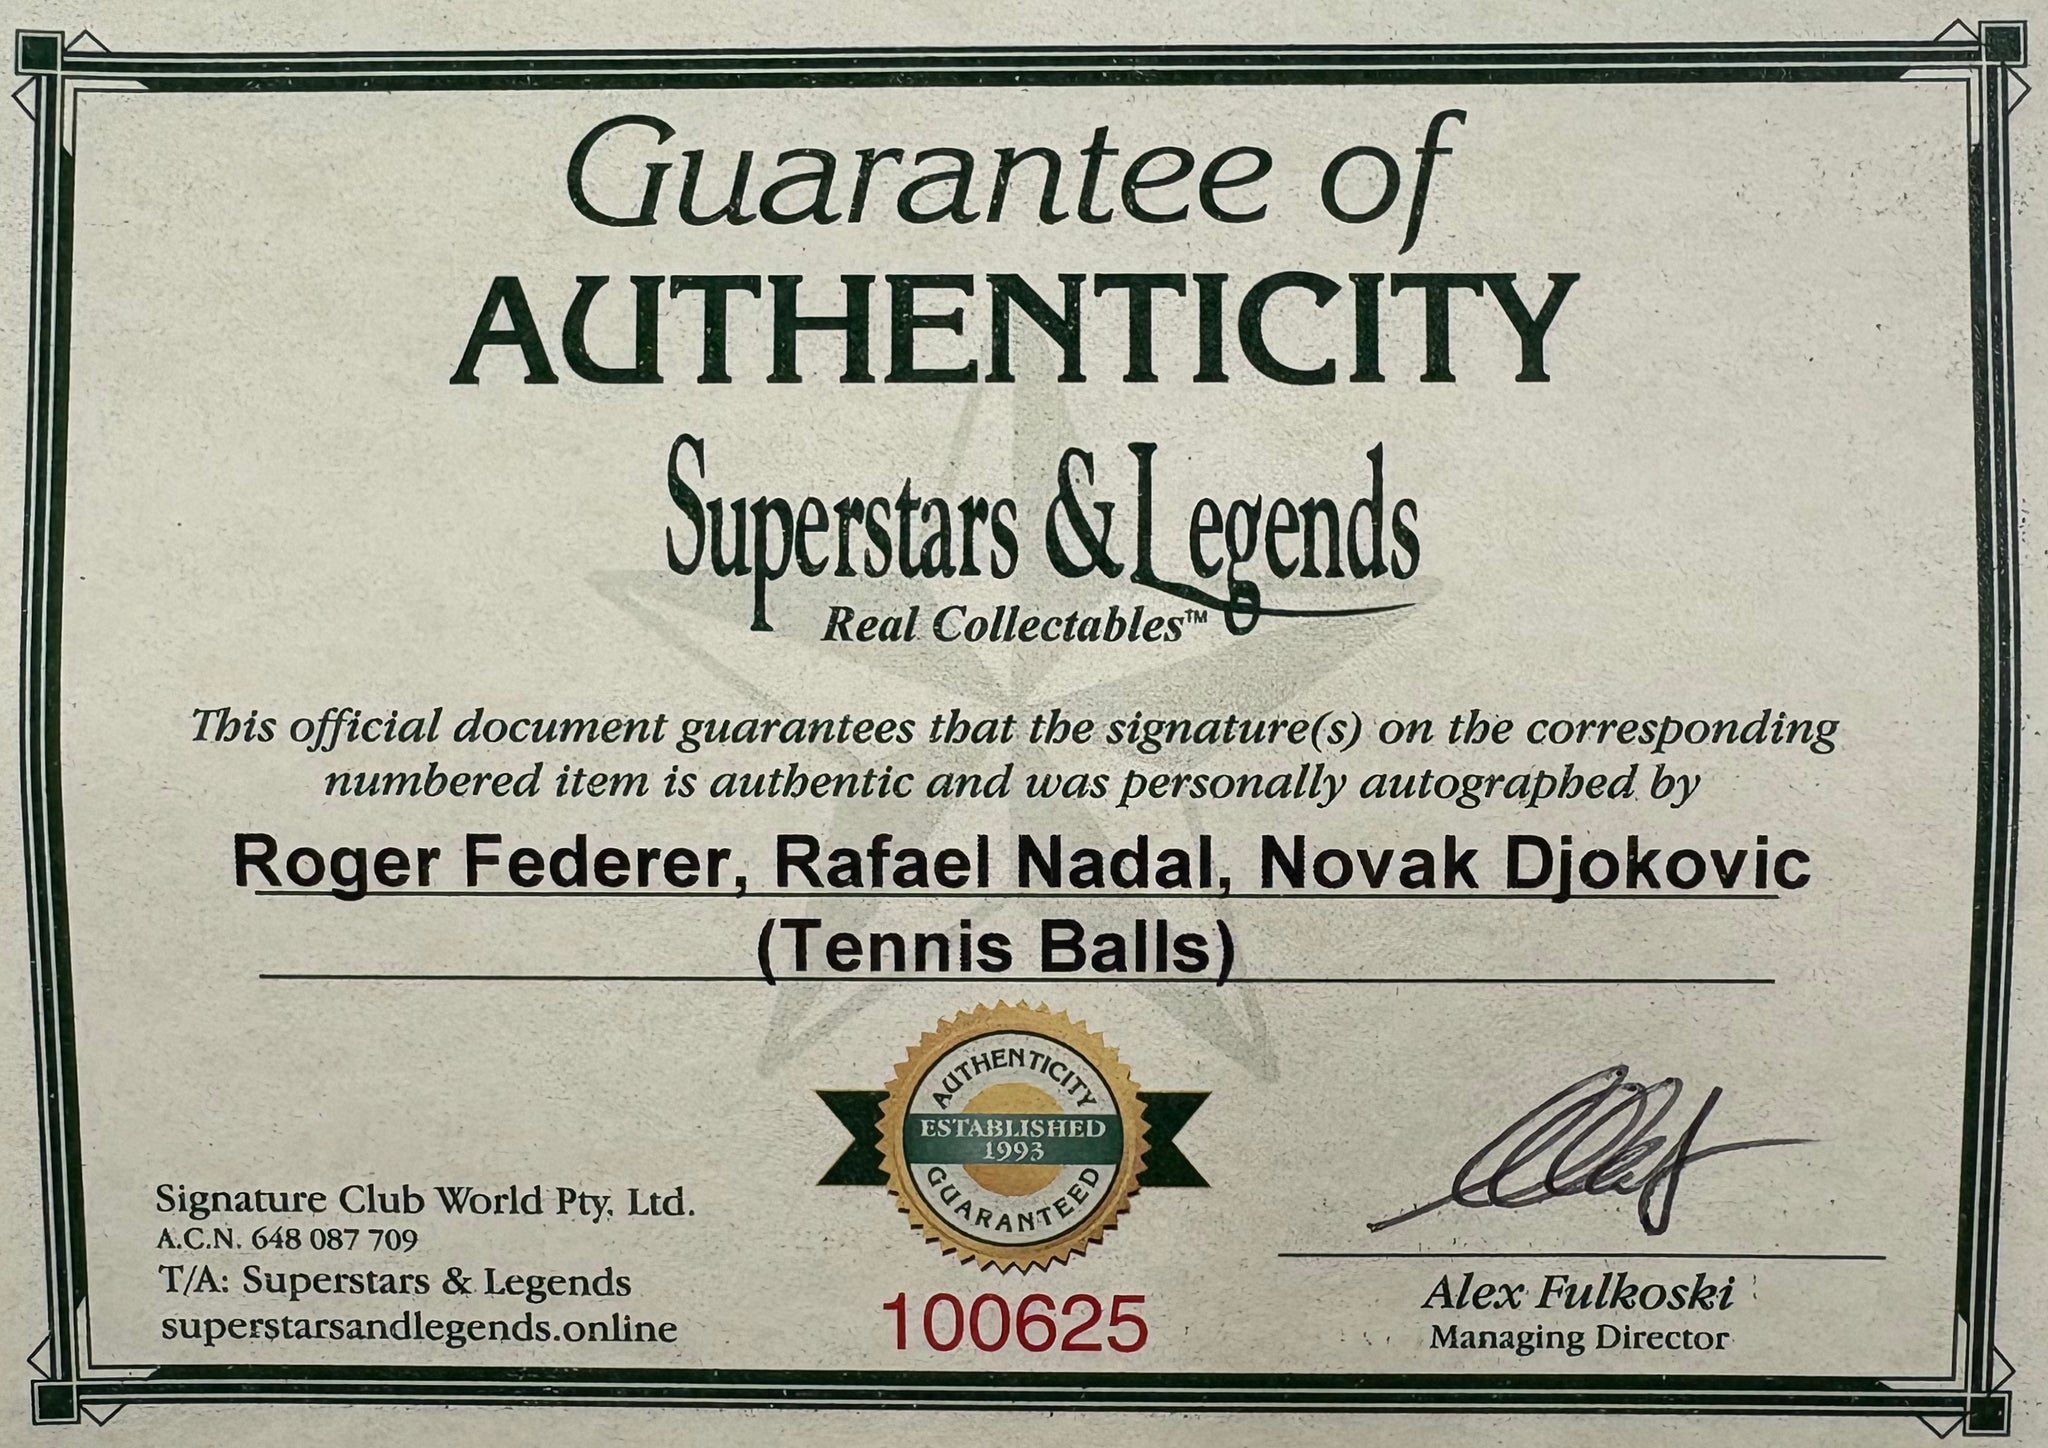 Guarantee of
AUTHENTICITY
Superstars & Legends
Real Collectables™
This official document guarantees that the signature(s) on the corresponding
numbered item is authentic and was personally autographed by
Roger Federer, Rafael Nadal, Novak Djokovic
(Tennis Balls)
AUTHENTICITY
ESTABLISHED
1993
GUARANTEED
Signature Club World Pty. Ltd.
A.C.N. 648 087 709
T/A: Superstars & Legends
superstarsandlegends.online
100625
Alex Fulkoski
Managing Director